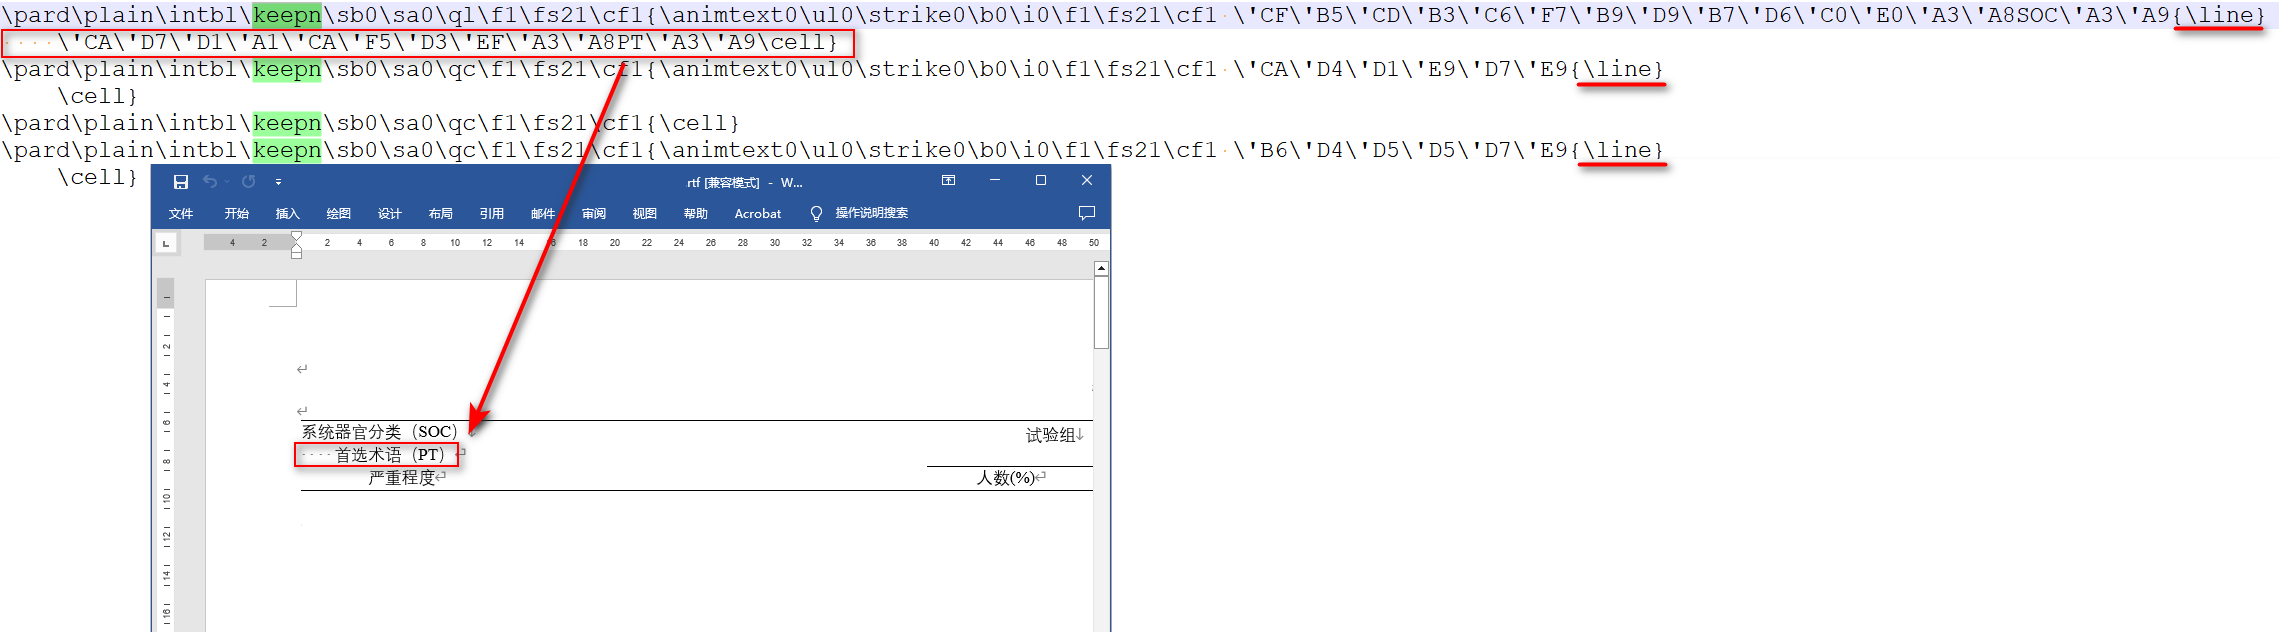 \pard\plain\intbl\keepn\sb0\sa0\ql\f1\fs21\cf1{\animtext0\ul0\strike0\b0\i0\f1\fs21\cf1 \'CF\'B5\'CD\'B3\'C6\'F7\'B9\'D9\'B7\'D6\'C0\'E0\'A3\'A8SOC\'A3\'A9{\line}
    \'CA\'D7\'D1\'A1\'CA\'F5\'D3\'EF\'A3\'A8PT\'A3\'A9\cell}
\pard\plain\intbl\keepn\sb0\sa0\qc\f1\fs21\cf1{\animtext0\ul0\strike0\b0\i0\f1\fs21\cf1 \'CA\'D4\'D1\'E9\'D7\'E9{\line}
    \cell}
\pard\plain\intbl\keepn\sb0\sa0\qc\f1\fs21\cf1{\cell}
\pard\plain\intbl\keepn\sb0\sa0\qc\f1\fs21\cf1{\animtext0\ul0\strike0\b0\i0\f1\fs21\cf1 \'B6\'D4\'D5\'D5\'D7\'E9{\line}
    \cell}
rtf [兼容模式] - W...
文件 开始 插入 绘图 设计 布局 引用 邮件 审阅 视图 帮助 Acrobat 操作说明搜索
4 2 2 4 6 8 10 12 14 18 20 22 24 26 28 30 32 34 36 38 40 42 44 46 48 50
2
4
6
8
10
12
14
16
系统器官分类（SOC） 试验组↓
首选术语（PT）
严重程度 人数(%)